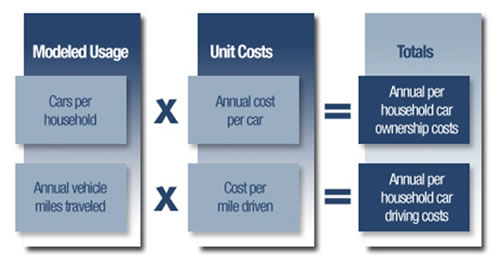 Modeled Usage
Unit Costs
Totals
Cars per
household
x
Annual cost
per car
=
Annual per
household car
ownership costs
Annual vehicle
miles traveled
x
Cost per
mile driven
=
Annual per
household car
driving costs